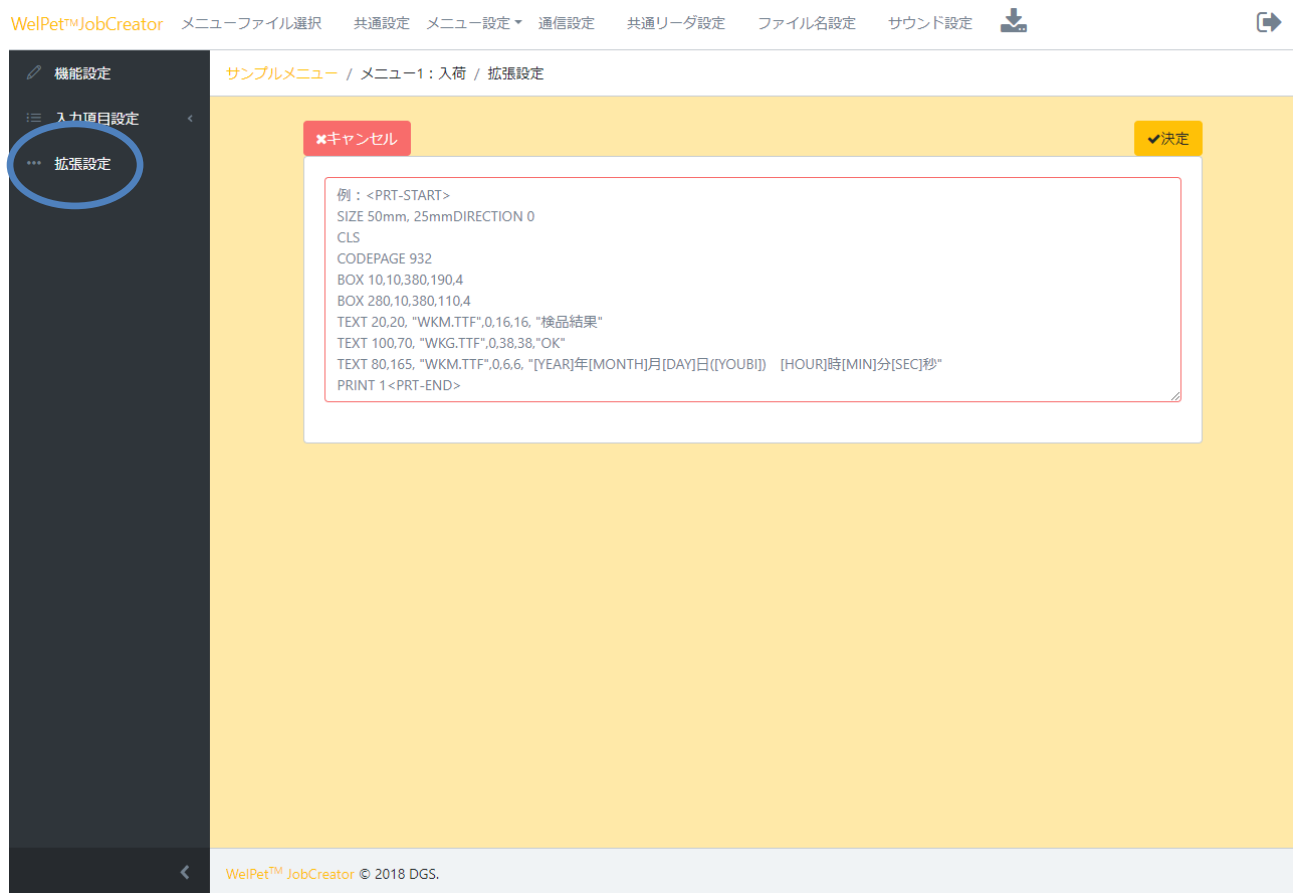 WelPet™JobCreator メニューファイル選択 共通設定 メニュー設定 通信設定 共通リーダ設定 ファイル名設定 サウンド設定
機能設定
サンプルメニュー / メニュー1：入荷 / 拡張設定
入力項目設定
拡張設定
✖キャンセル
✔決定
例：<PRT-START>
SIZE 50mm, 25mmDIRECTION 0
CLS
CODEPAGE 932
BOX 10,10,380,190,4
BOX 280,10,380,110,4
TEXT 20,20, "WKM.TTF",0,16,16, "検品結果"
TEXT 100,70, "WKG.TTF",0,38,38,"OK"
TEXT 80,165, "WKM.TTF",0,6,6, "[YEAR]年[MONTH]月[DAY]日([YOUBI])　[HOUR]時[MIN]分[SEC]秒"
PRINT 1<PRT-END>
WelPet™ JobCreator © 2018 DGS.